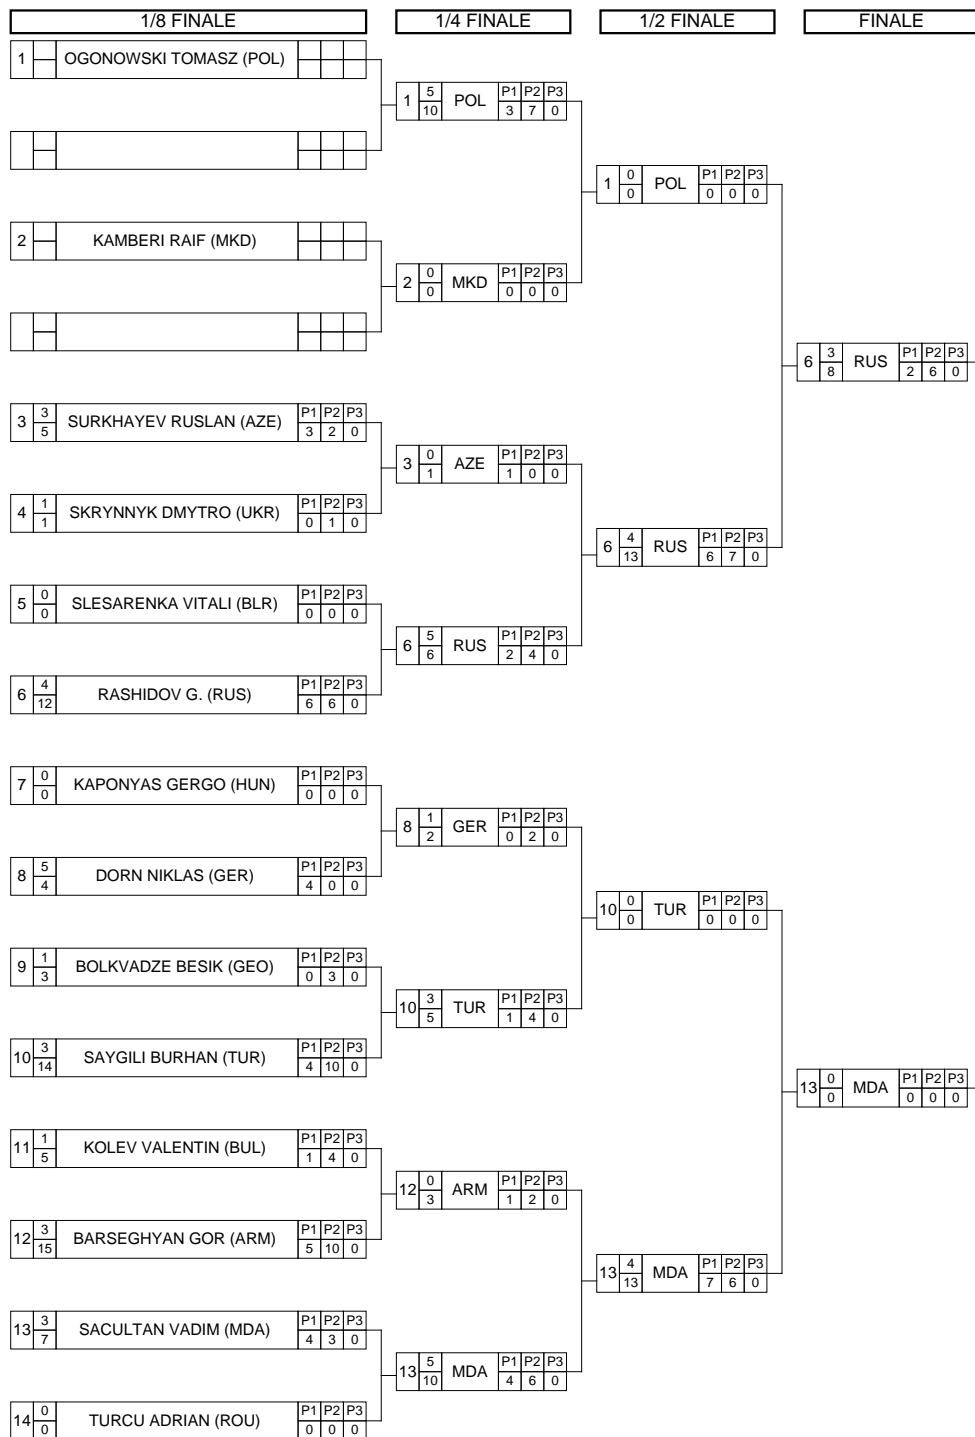 1/8 FINALE 1/4 FINALE 1/2 FINALE FINALE
1 OGONOWSKI TOMASZ (POL)
1 5 POL P1 P2 P3
10 3 7 0
1 0 POL P1 P2 P3
0 0 0 0
2 KAMBERI RAIF (MKD)
2 0 MKD P1 P2 P3
0 0 0 0
6 3 RUS P1 P2 P3
8 2 6 0
3 3 SURKHAYEV RUSLAN (AZE) P1 P2 P3
5 3 2 0
3 0 AZE P1 P2 P3
1 1 0 0
4 1 SKRYNNYK DMYTRO (UKR) P1 P2 P3
1 0 1 0
6 4 RUS P1 P2 P3
13 6 7 0
5 0 SLESARENKA VITALI (BLR) P1 P2 P3
0 0 0 0
6 5 RUS P1 P2 P3
6 2 4 0
6 4 RASHIDOV G. (RUS) P1 P2 P3
12 6 6 0
7 0 KAPONYAS GERGO (HUN) P1 P2 P3
0 0 0 0
8 1 GER P1 P2 P3
2 0 2 0
8 5 DORN NIKLAS (GER) P1 P2 P3
4 4 0 0
10 0 TUR P1 P2 P3
0 0 0 0
9 1 BOLKVADZE BESIK (GEO) P1 P2 P3
3 0 3 0
10 3 TUR P1 P2 P3
5 1 4 0
10 3 SAYGILI BURHAN (TUR) P1 P2 P3
14 4 10 0
13 0 MDA P1 P2 P3
0 0 0 0
11 1 KOLEV VALENTIN (BUL) P1 P2 P3
5 1 4 0
12 0 ARM P1 P2 P3
3 1 2 0
12 3 BARSEGHYAN GOR (ARM) P1 P2 P3
15 5 10 0
13 4 MDA P1 P2 P3
13 7 6 0
13 3 SACULTAN VADIM (MDA) P1 P2 P3
7 4 3 0
13 5 MDA P1 P2 P3
10 4 6 0
14 0 TURCU ADRIAN (ROU) P1 P2 P3
0 0 0 0